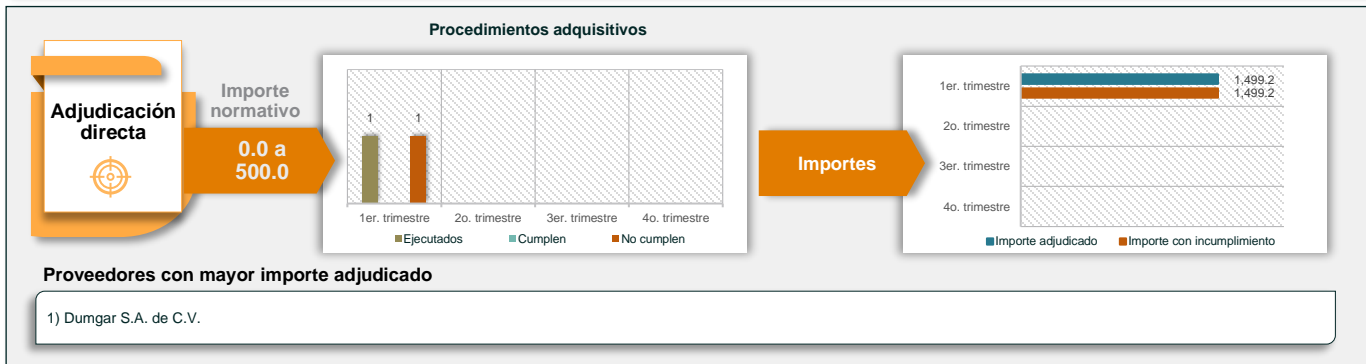 Procedimientos adquisitivos
Adjudicación
directa
Importe
normativo
0.0 a
500.0
1
1
1er. trimestre
2o. trimestre
3er. trimestre
4o. trimestre
Ejecutados
Cumplen
No cumplen
Importes
1er. trimestre
1,499.2
1,499.2
2o. trimestre
3er. trimestre
4o. trimestre
Importe adjudicado
Importe con incumplimiento
Proveedores con mayor importe adjudicado
1) Dumgar S.A. de C.V.